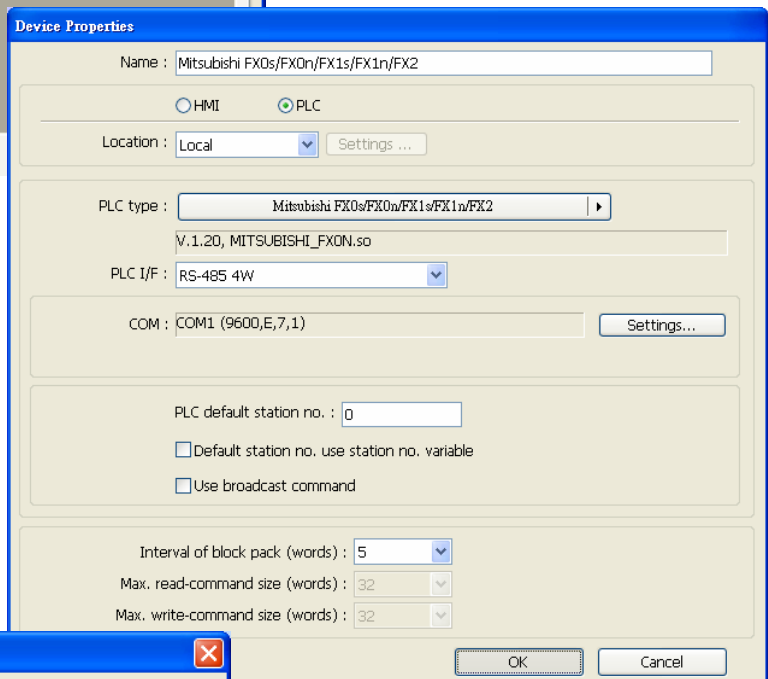 Device Properties
Name : Mitsubishi FX0s/FX0n/FX1s/FX1n/FX2
HMI PLC
Location : Local Settings ...
PLC type : Mitsubishi FX0s/FX0n/FX1s/FX1n/FX2
V.1.20, MITSUBISHI_FX0N.so
PLC I/F : RS-485 4W
COM : COM1 (9600,E,7,1) Settings...
PLC default station no. : 0
Default station no. use station no. variable
Use broadcast command
Interval of block pack (words) : 5
Max. read-command size (words) : 32
Max. write-command size (words) : 32
OK Cancel